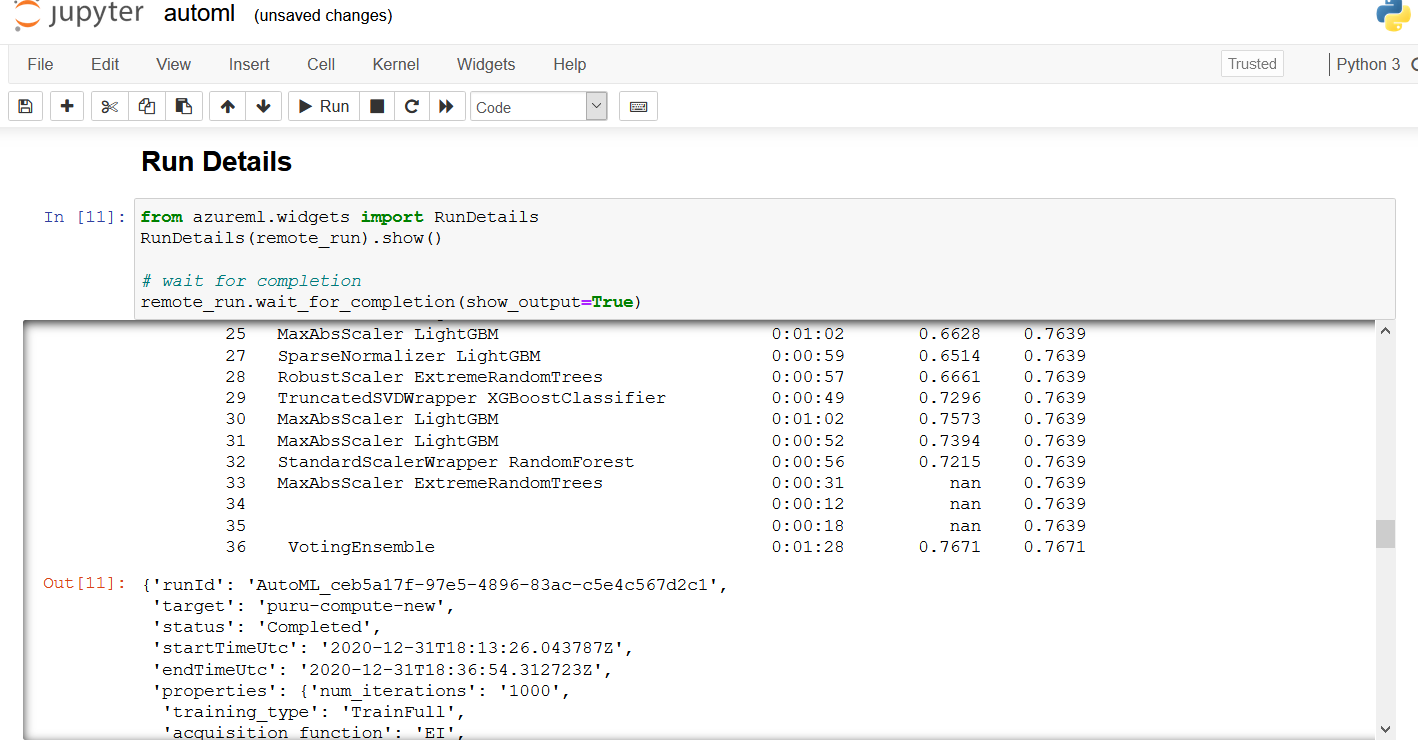 jupyter automl (unsaved changes)
File Edit View Insert Cell Kernel Widgets Help Trusted Python 3
Run Code
Run Details
In [11]: from azureml.widgets import RunDetails
RunDetails(remote_run).show()
# wait for completion
remote_run.wait_for_completion(show_output=True)
25 MaxAbsScaler LightGBM 0:01:02 0.6628 0.7639
27 SparseNormalizer LightGBM 0:00:59 0.6514 0.7639
28 RobustScaler ExtremeRandomTrees 0:00:57 0.6661 0.7639
29 TruncatedSVDWrapper XGBoostClassifier 0:00:49 0.7296 0.7639
30 MaxAbsScaler LightGBM 0:01:02 0.7573 0.7639
31 MaxAbsScaler LightGBM 0:00:52 0.7394 0.7639
32 StandardScalerWrapper RandomForest 0:00:56 0.7215 0.7639
33 MaxAbsScaler ExtremeRandomTrees 0:00:31 nan 0.7639
34 0:00:12 nan 0.7639
35 0:00:18 nan 0.7639
36 VotingEnsemble 0:01:28 0.7671 0.7671
Out[11]: {'runId': 'AutoML_ceb5a17f-97e5-4896-83ac-c5e4c567d2c1',
'target': 'puru-compute-new',
'status': 'Completed',
'startTimeUtc': '2020-12-31T18:13:26.043787Z',
'endTimeUtc': '2020-12-31T18:36:54.312723Z',
'properties': {'num_iterations': '1000',
'training_type': 'TrainFull',
'acquisition_function': 'EI',